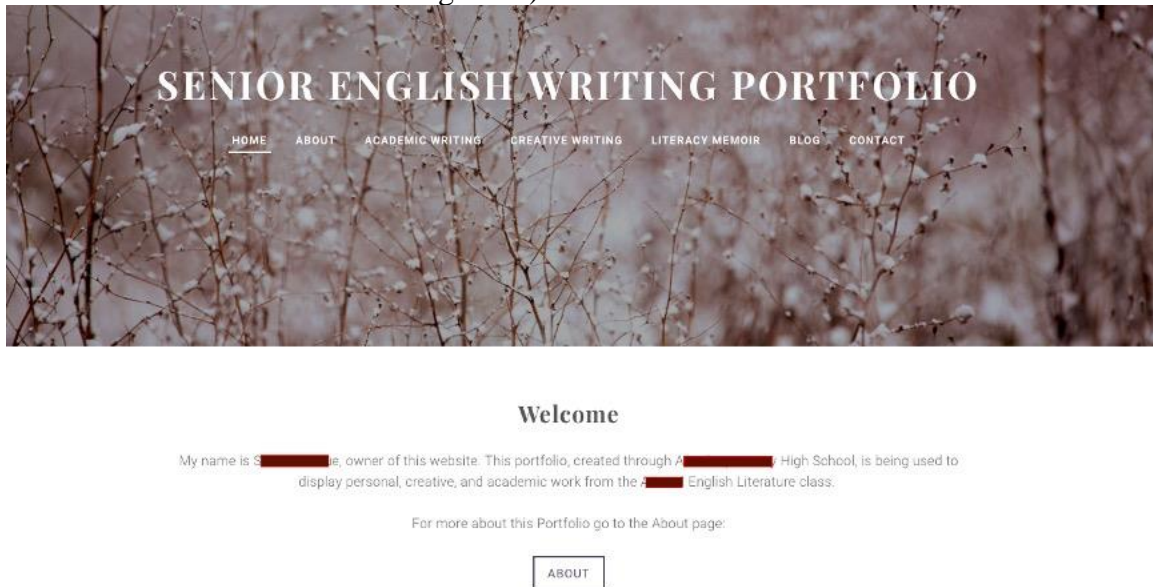 SENIOR ENGLISH WRITING PORTFOLIO
HOME ABOUT ACADEMIC WRITING CREATIVE WRITING LITERACY MEMOIR BLOG CONTACT
Welcome
My name is owner of this website. This portfolio, created through High School, is being used to
display personal, creative, and academic work from the English Literature class.
For more about this Portfolio go to the About page:
ABOUT